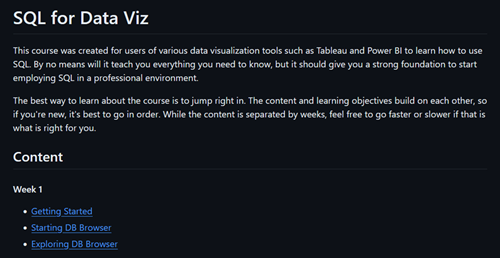 SQL for Data Viz
This course was created for users of various data visualization tools such as Tableau and Power BI to learn how to use
SQL. By no means will it teach you everything you need to know, but it should give you a strong foundation to start
employing SQL in a professional environment.
The best way to learn about the course is to jump right in. The content and learning objectives build on each other, so
if you're new, it's best to go in order. While the content is separated by weeks, feel free to go faster or slower if that is
what is right for you.
Content
Week 1
• Getting Started
• Starting DB Browser
• Exploring DB Browser